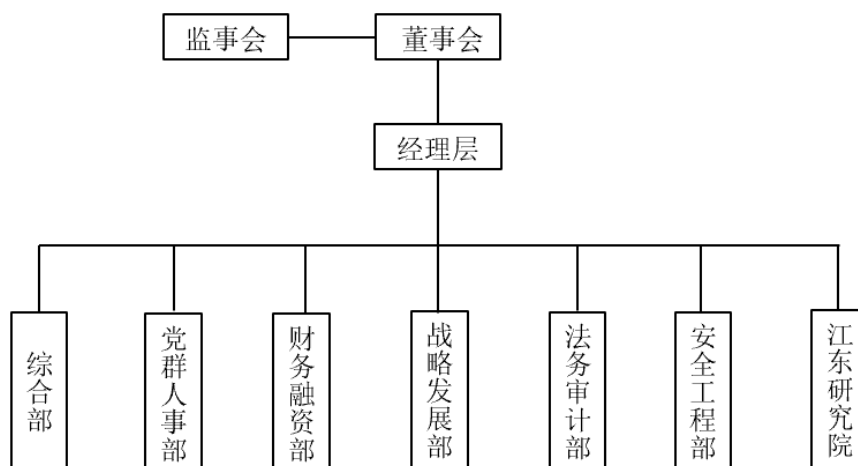 监事会
董事会
经理层
综合部
党群人事部
财务融资部
战略发展部
法务审计部
安全工程部
江东研究院